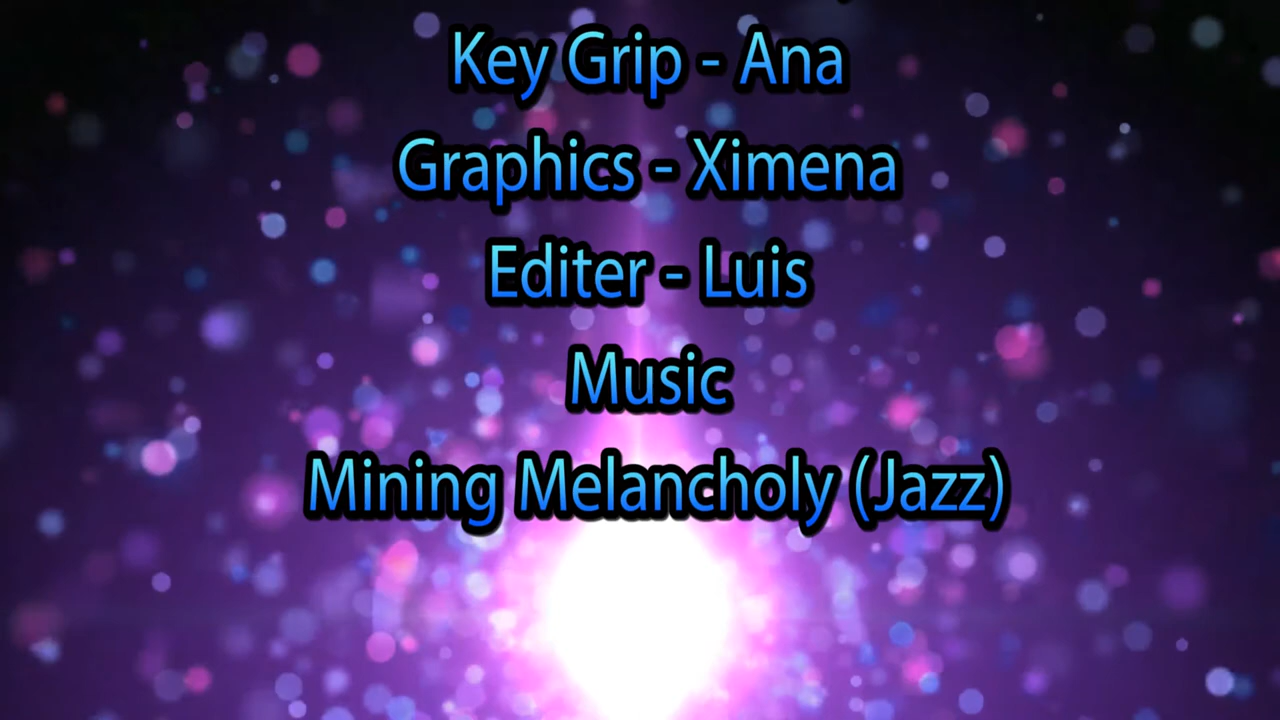 Key Grip - Ana
Graphics - Ximena
Editer - Luis
Music
Mining Melancholy (Jazz)